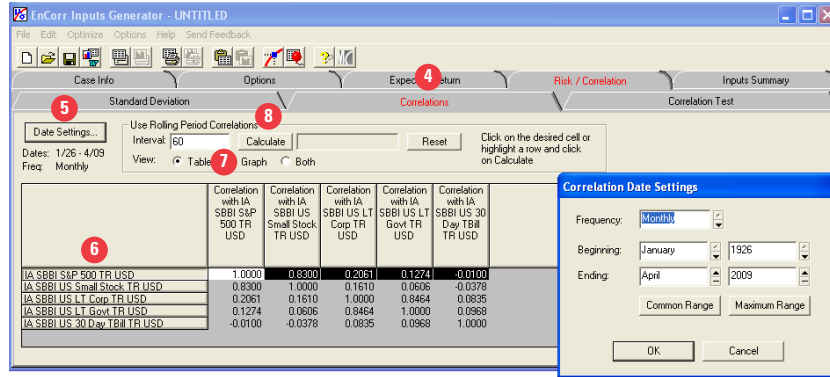 EnCorr Inputs Generator - UNTITLED
File Edit Optimize Options Help Send Feedback
Case Info Options Expec 4 eturn Risk / Correlation Inputs Summary
Standard Deviation Correlations Correlation Test
5
8
Date Settings...
Dates: 1/26 - 4/09
Freq: Monthly
Use Rolling Period Correlations
Interval: 60 Calculate Reset
View: Table 7 Graph Both
Click on the desired cell or
highlight a row and click
on Calculate
6
Correlation with IA SBBI S&P 500 TR USD
Correlation with IA SBBI US Small Stock TR USD
Correlation with IA SBBI US LT Corp TR USD
Correlation with IA SBBI US LT Govt TR USD
Correlation with IA SBBI US 30 Day TBill TR USD
IA SBBI S&P 500 TR USD 1.0000 0.8300 0.2061 0.1274 -0.0100
IA SBBI US Small Stock TR USD 0.8300 1.0000 0.1610 0.0606 -0.0378
IA SBBI US LT Corp TR USD 0.2061 0.1610 1.0000 0.8464 0.0835
IA SBBI US LT Govt TR USD 0.1274 0.0606 0.8464 1.0000 0.0968
IA SBBI US 30 Day TBill TR USD -0.0100 -0.0378 0.0835 0.0968 1.0000
Correlation Date Settings
Frequency: Monthly
Beginning: January 1926
Ending: April 2009
Common Range Maximum Range
OK Cancel